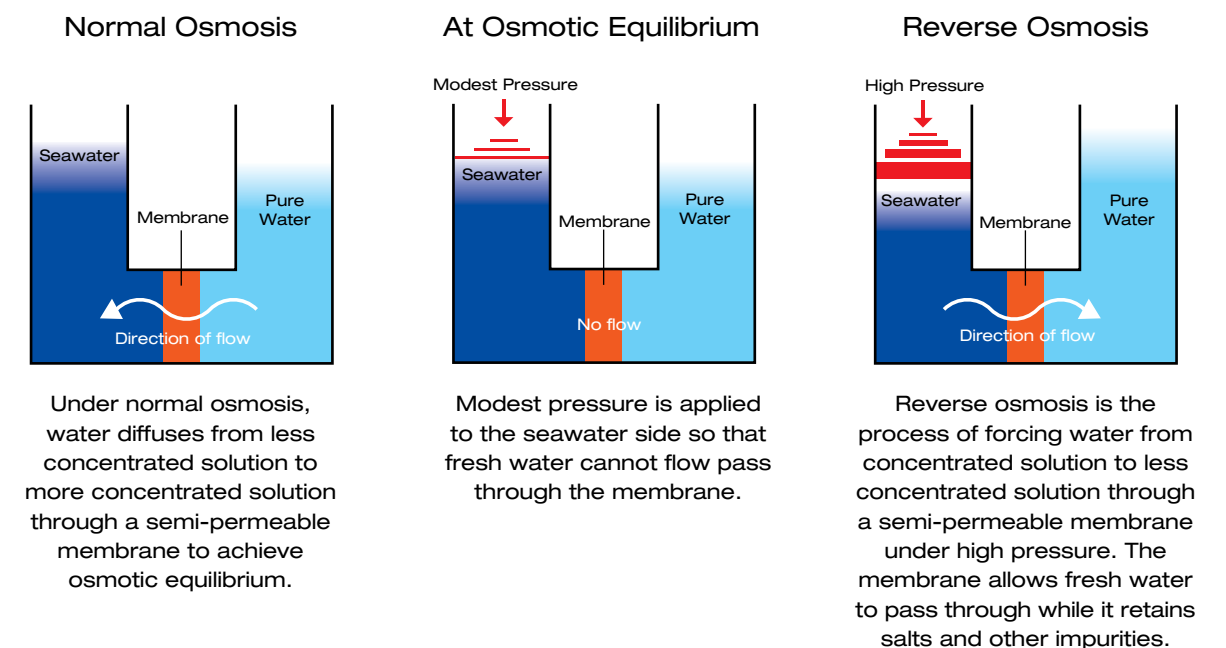 Normal Osmosis
Seawater
Membrane
Pure
Water
Direction of flow
Under normal osmosis,
water diffuses from less
concentrated solution to
more concentrated solution
through a semi-permeable
membrane to achieve
osmotic equilibrium.
At Osmotic Equilibrium
Modest Pressure
Seawater
Membrane
Pure
Water
No flow
Modest pressure is applied
to the seawater side so that
fresh water cannot flow pass
through the membrane.
Reverse Osmosis
High Pressure
Seawater
Membrane
Pure
Water
Direction of flow
Reverse osmosis is the
process of forcing water from
concentrated solution to less
concentrated solution through
a semi-permeable membrane
under high pressure. The
membrane allows fresh water
to pass through while it retains
salts and other impurities.